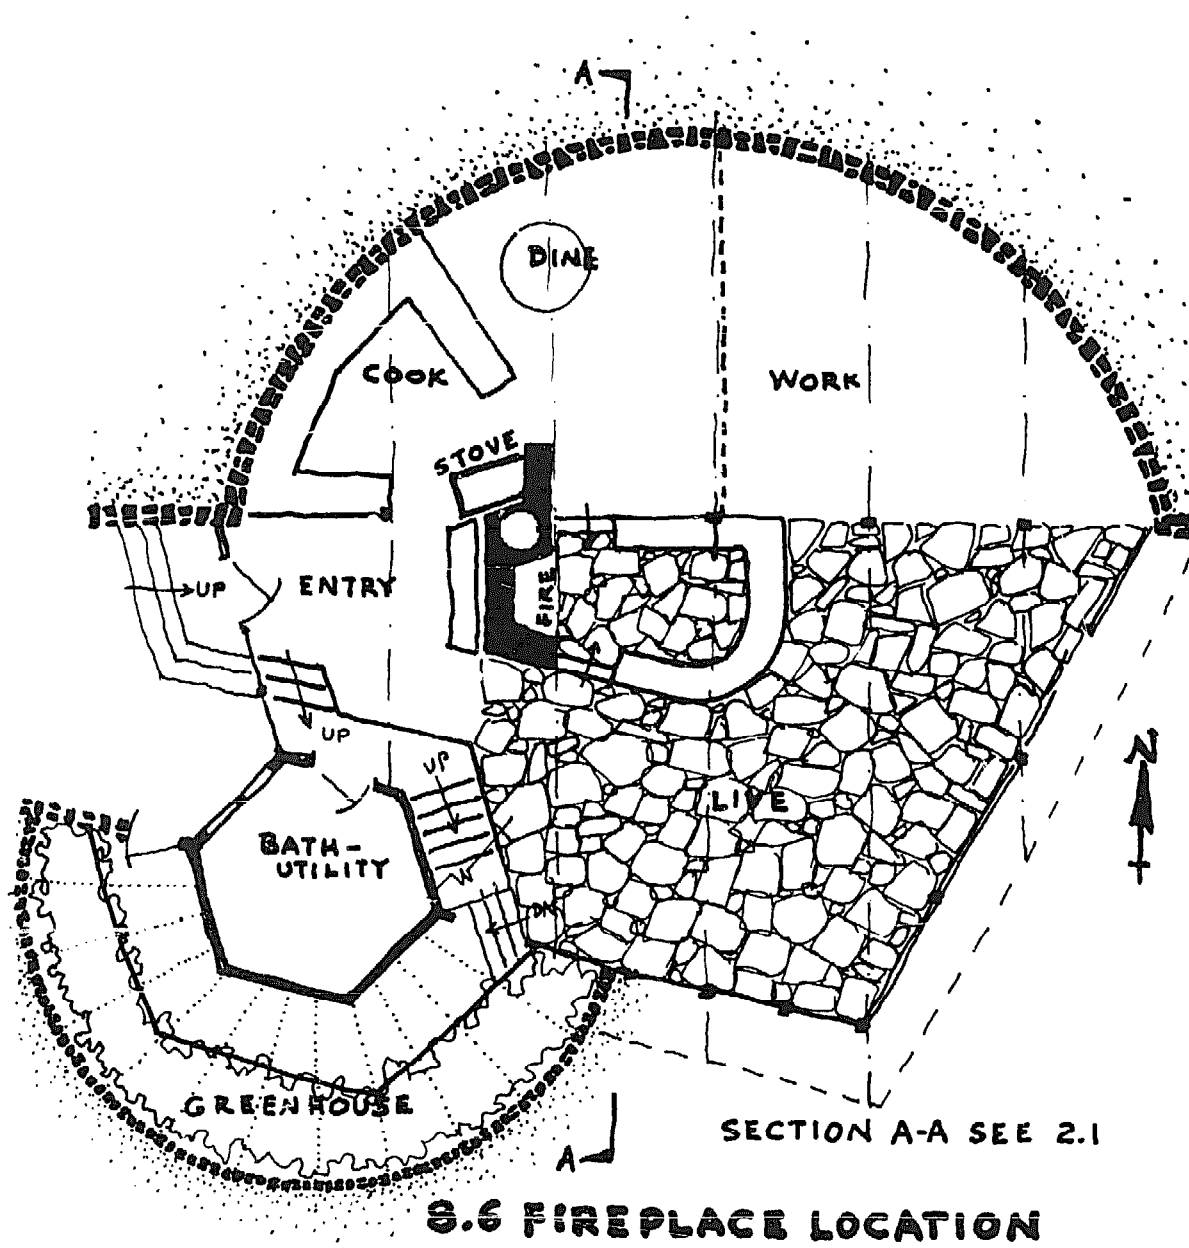 A
DINE
COOK
WORK
STOVE
UP
ENTRY
FIRE
UP
UP
N
LIVE
BATH-
UTILITY
DN
GREENHOUSE
A
SECTION A-A SEE 2.1
8.6 FIREPLACE LOCATION